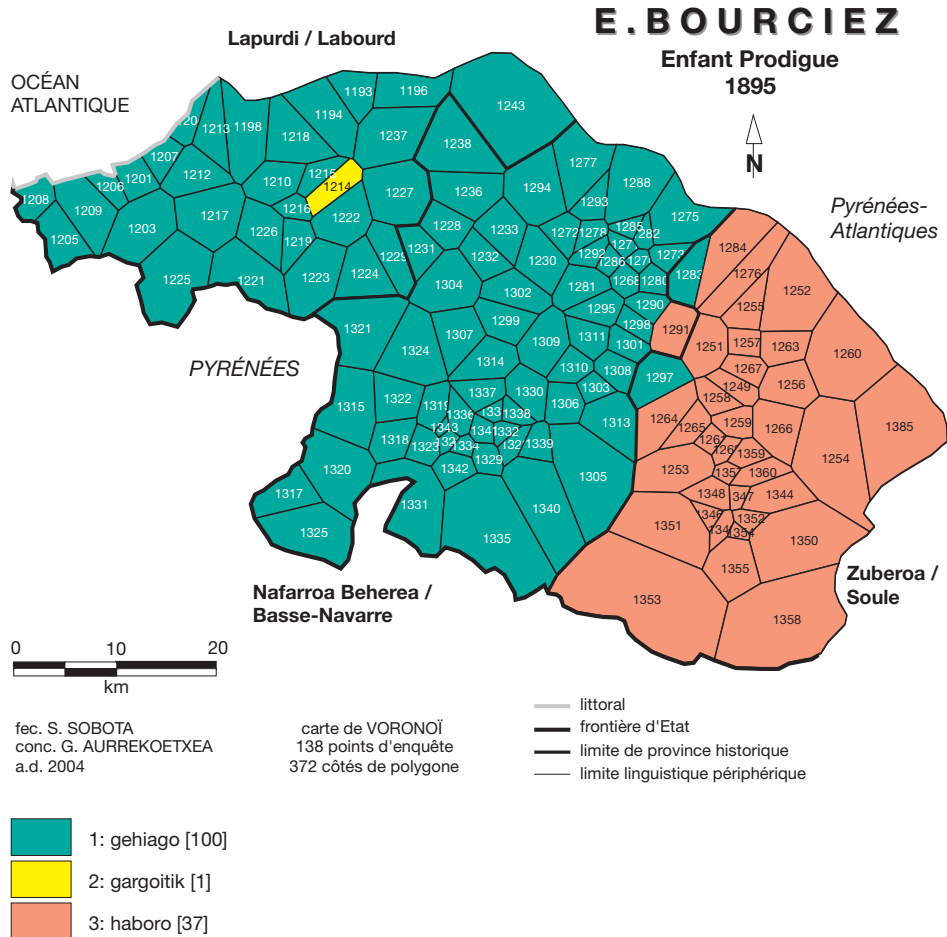 E.BOURCIEZ
Enfant Prodigue
1895
N
Lapurdi / Labourd
OCÉAN
ATLANTIQUE
PYRÉNÉES
Pyrénées-
Atlantiques
Nafarroa Beherea /
Basse-Navarre
Zuberoa /
Soule
1193 1196 1243
1213 1198 1194
1218 1237 1238
1207 1277
1206 1201 1212 1210 1215 1214 1288
1208 1227 1236 1294 1293
1209 1217 1216 1222 1275
1205 1203 1226 1219 1228 1233 1272 1278 1285 282
1225 1221 1223 1224 1229 1231 1232 1230 1292 1286 1273 1284
1304 1302 1281 1268 1280 1283 1276 1252
1321 1307 1299 1295 1290 1255
1324 1309 1311 1298 1301 1291 1251 1257 1263 1260
1314 1310 1308 1297 1267 1256
1315 1322 1337 1330 1306 1303 1249 1258
1336 1338 1313 1264 1265 1259 1266 1385
1318 1323 1343 1334 1332 1339 1359 1254
1320 1342 1329 1305 1253 1357 1360
1317 1331 1340 1348 347 1344
1325 1335 1351 1346 1352 1354 1350
1355
1353 1358
0 10 20
km
fec. S. SOBOTA
conc. G. AURREKOETXEA
a.d. 2004
carte de VORONOÏ
138 points d'enquête
372 côtés de polygone
littoral
frontière d'Etat
limite de province historique
limite linguistique périphérique
1: gehiago [100]
2: gargoitik [1]
3: haboro [37]